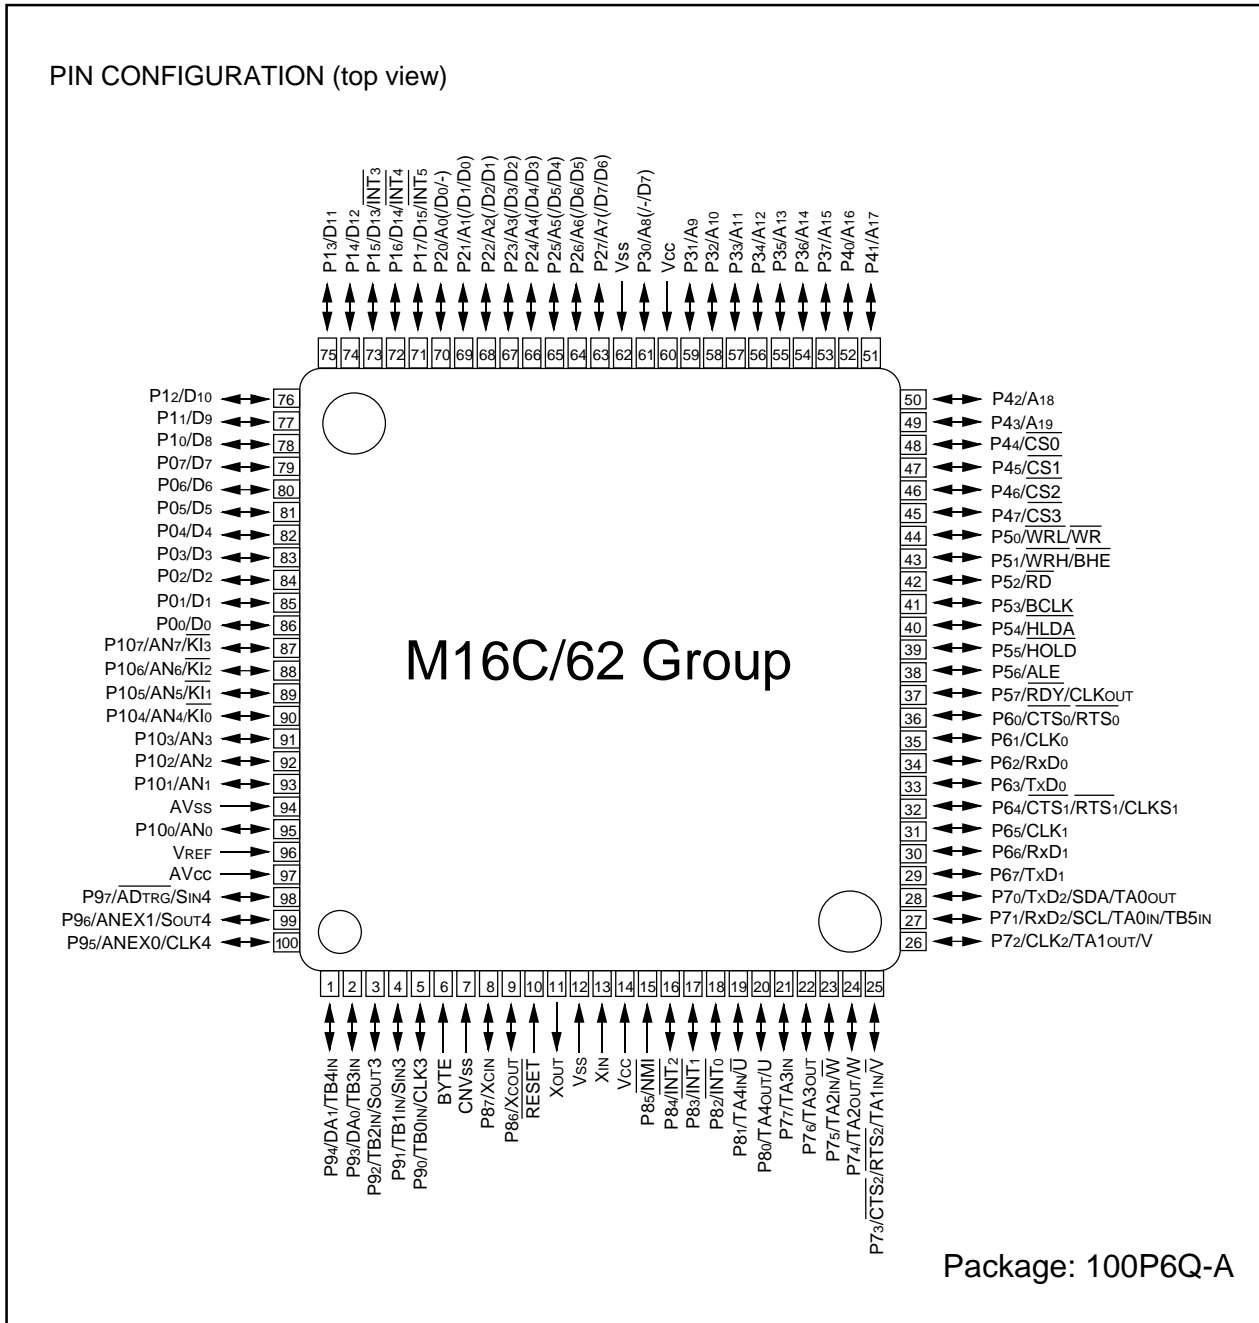 PIN CONFIGURATION (top view)
P13/D11
P14/D12
P15/D13/INT3
P16/D14/INT4
P17/D15/INT5
P20/A0(/D0/-)
P21/A1(/D1/D0)
P22/A2(/D2/D1)
P23/A3(/D3/D2)
P24/A4(/D4/D3)
P25/A5(/D5/D4)
P26/A6(/D6/D5)
P27/A7(/D7/D6)
Vss
P30/A8(/-/D7)
Vcc
P31/A9
P32/A10
P33/A11
P34/A12
P35/A13
P36/A14
P37/A15
P40/A16
P41/A17
75 74 73 72 71 70 69 68 67 66 65 64 63 62 61 60 59 58 57 56 55 54 53 52 51
P12/D10 76
P11/D9 77
P10/D8 78
P07/D7 79
P06/D6 80
P05/D5 81
P04/D4 82
P03/D3 83
P02/D2 84
P01/D1 85
P00/D0 86
P107/AN7/KI3 87
P106/AN6/KI2 88
P105/AN5/KI1 89
P104/AN4/KI0 90
P103/AN3 91
P102/AN2 92
P101/AN1 93
AVss 94
P100/AN0 95
VREF 96
AVcc 97
P97/ADTRG/SIN4 98
P96/ANEX1/SOUT4 99
P95/ANEX0/CLK4 100
M16C/62 Group
50 P42/A18
49 P43/A19
48 P44/CS0
47 P45/CS1
46 P46/CS2
45 P47/CS3
44 P50/WRL/WR
43 P51/WRH/BHE
42 P52/RD
41 P53/BCLK
40 P54/HLDA
39 P55/HOLD
38 P56/ALE
37 P57/RDY/CLKOUT
36 P60/CTS0/RTS0
35 P61/CLK0
34 P62/RxD0
33 P63/TxD0
32 P64/CTS1/RTS1/CLKS1
31 P65/CLK1
30 P66/RxD1
29 P67/TxD1
28 P70/TxD2/SDA/TA0OUT
27 P71/RxD2/SCL/TA0IN/TB5IN
26 P72/CLK2/TA1OUT/V
1 2 3 4 5 6 7 8 9 10 11 12 13 14 15 16 17 18 19 20 21 22 23 24 25
P94/DA1/TB4IN
P93/DA0/TB3IN
P92/TB2IN/SOUT3
P91/TB1IN/SIN3
P90/TB0IN/CLK3
BYTE
CNVss
P87/XCIN
P86/XCOUT
RESET
XOUT
Vss
XIN
Vcc
P85/NMI
P84/INT2
P83/INT1
P82/INT0
P81/TA4IN/U
P80/TA4OUT/U
P77/TA3IN
P76/TA3OUT
P75/TA2IN/W
P74/TA2OUT/W
P73/CTS2/RTS2/TA1IN/V
Package: 100P6Q-A